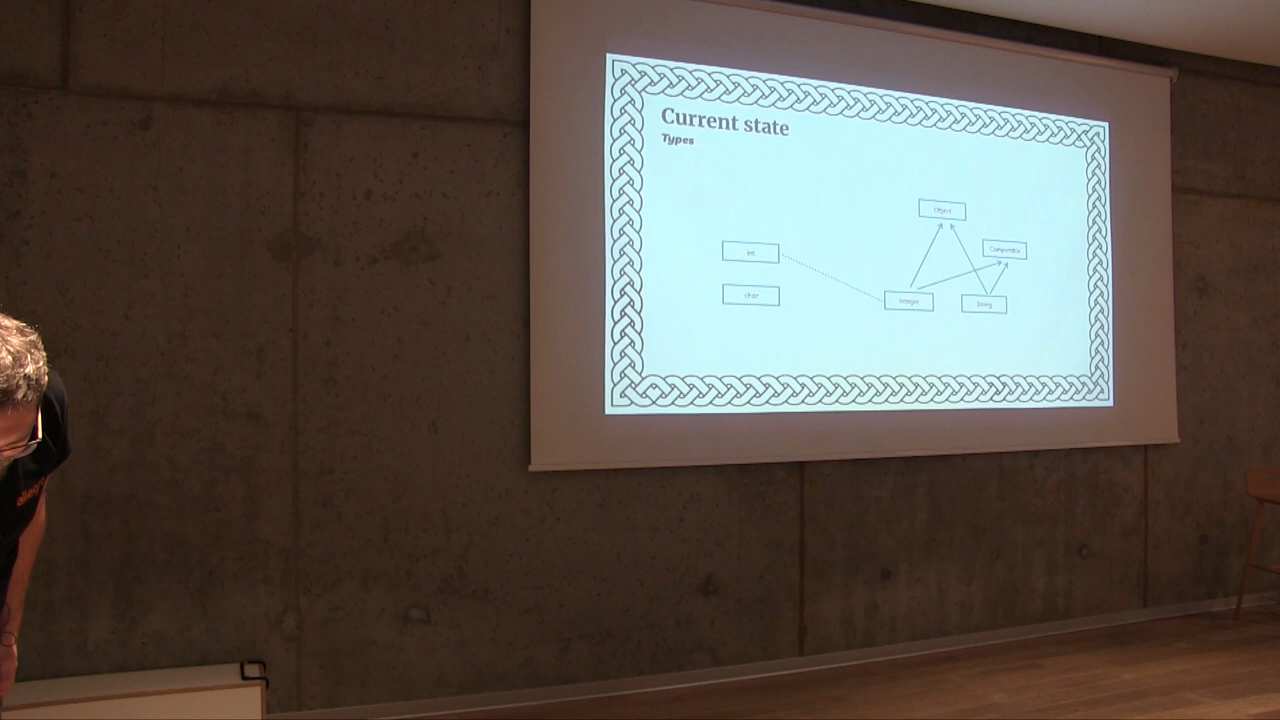 Current state
Types
Object
int
Comparable
char
Integer
String